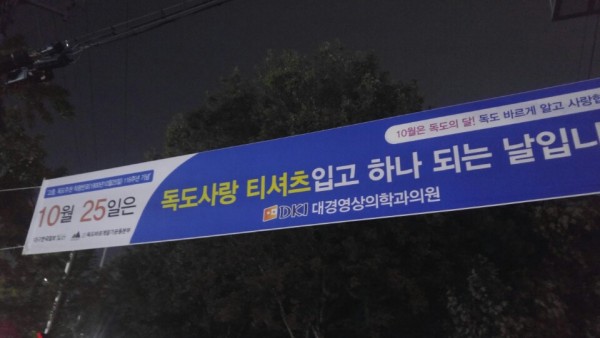 10월은 독도의 달! 독도 바르게 알고 사랑합
10월 25일은
독도사랑 티셔츠입고 하나 되는 날입니
DKI 대경영상의학과의원